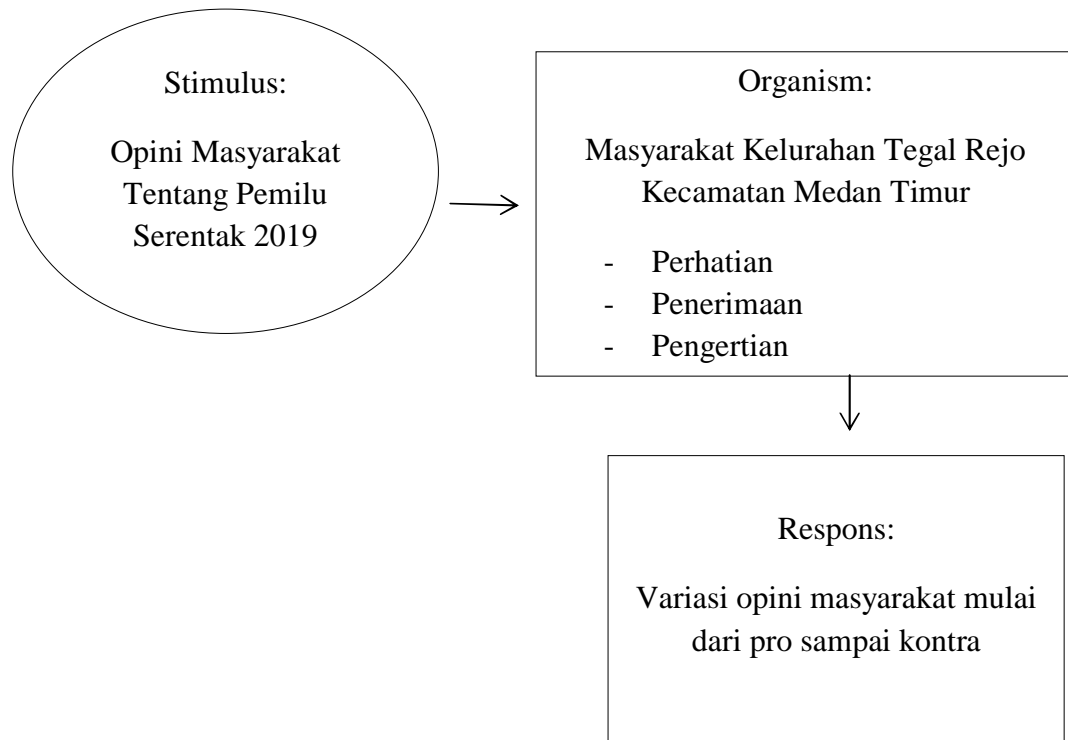 Stimulus:
Opini Masyarakat
Tentang Pemilu
Serentak 2019
Organism:
Masyarakat Kelurahan Tegal Rejo
Kecamatan Medan Timur
- Perhatian
- Penerimaan
- Pengertian
Respons:
Variasi opini masyarakat mulai
dari pro sampai kontra